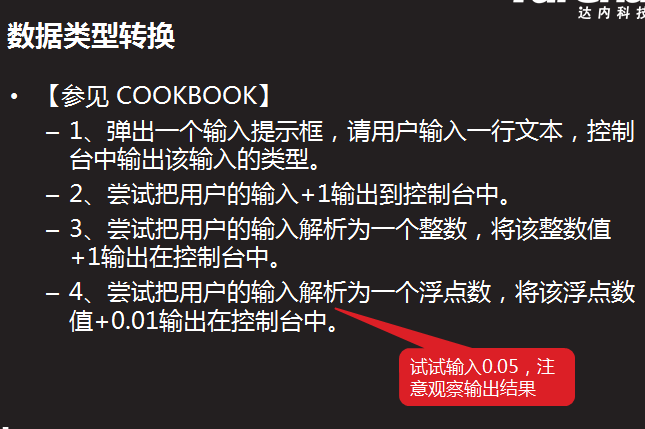 达内科技
数据类型转换
• 【参见 COOKBOOK】
– 1、弹出一个输入提示框，请用户输入一行文本，控制
台中输出该输入的类型。
– 2、尝试把用户的输入+1输出到控制台中。
– 3、尝试把用户的输入解析为一个整数，将该整数值
+1输出在控制台中。
– 4、尝试把用户的输入解析为一个浮点数，将该浮点数
值+0.01输出在控制台中。
试试输入0.05，注
意观察输出结果